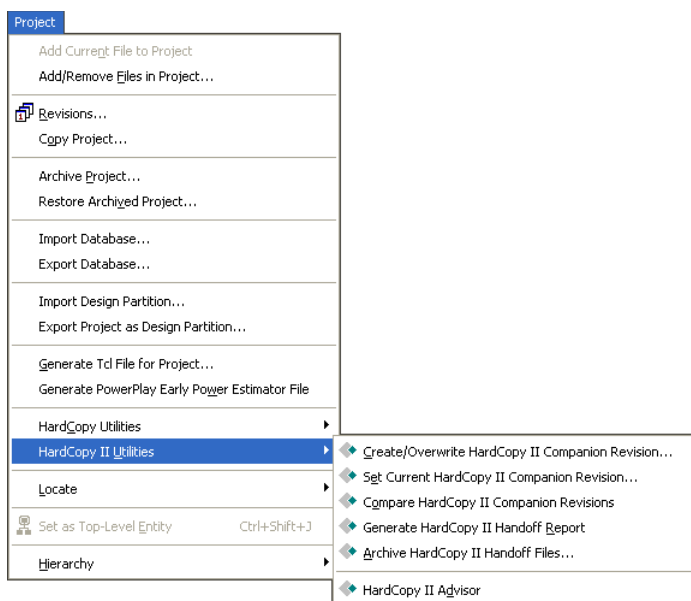 Project
Add Current File to Project
Add/Remove Files in Project...
Revisions...
Copy Project...
Archive Project...
Restore Archived Project...
Import Database...
Export Database...
Import Design Partition...
Export Project as Design Partition...
Generate Tcl File for Project...
Generate PowerPlay Early Power Estimator File
HardCopy Utilities
HardCopy II Utilities
Create/Overwrite HardCopy II Companion Revision...
Set Current HardCopy II Companion Revision...
Compare HardCopy II Companion Revisions
Generate HardCopy II Handoff Report
Archive HardCopy II Handoff Files...
HardCopy II Advisor
Locate
Set as Top-Level Entity Ctrl+Shift+J
Hierarchy